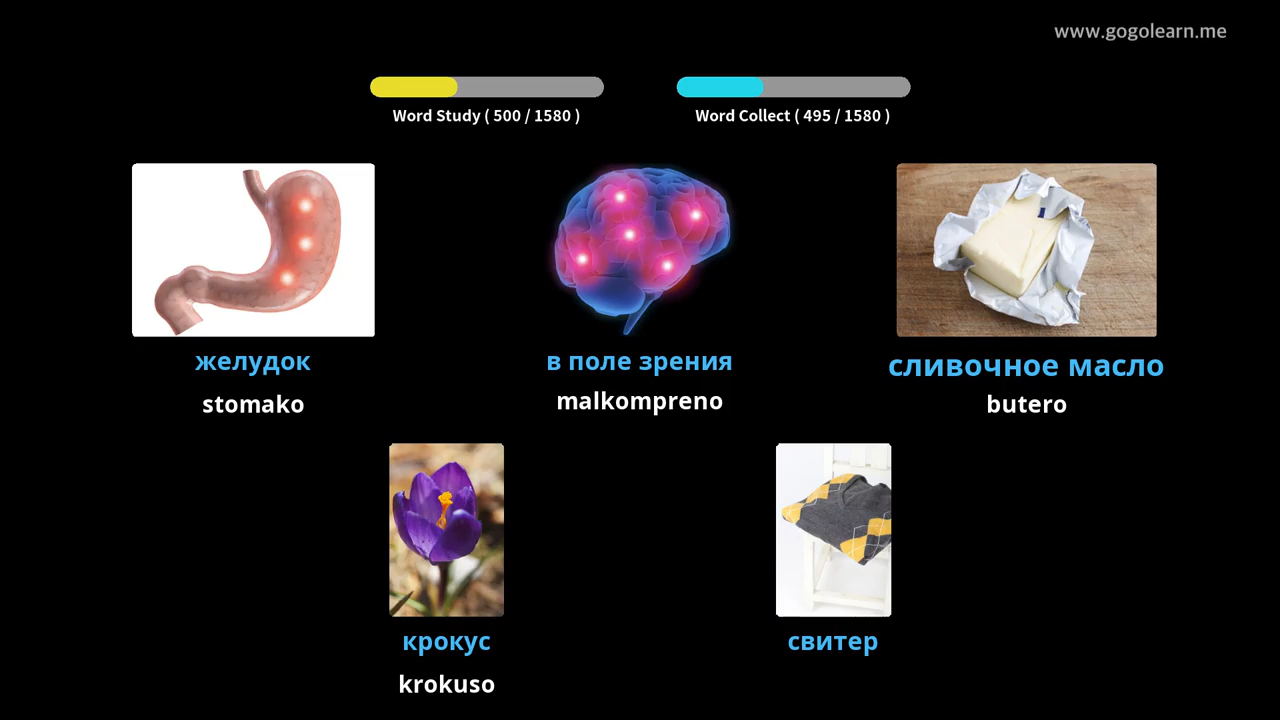 www.gogolearn.me
Word Study ( 500 / 1580 )
Word Collect ( 495 / 1580 )
желудок
stomako
в поле зрения
malkompreno
сливочное масло
butero
крокус
krokuso
свитер